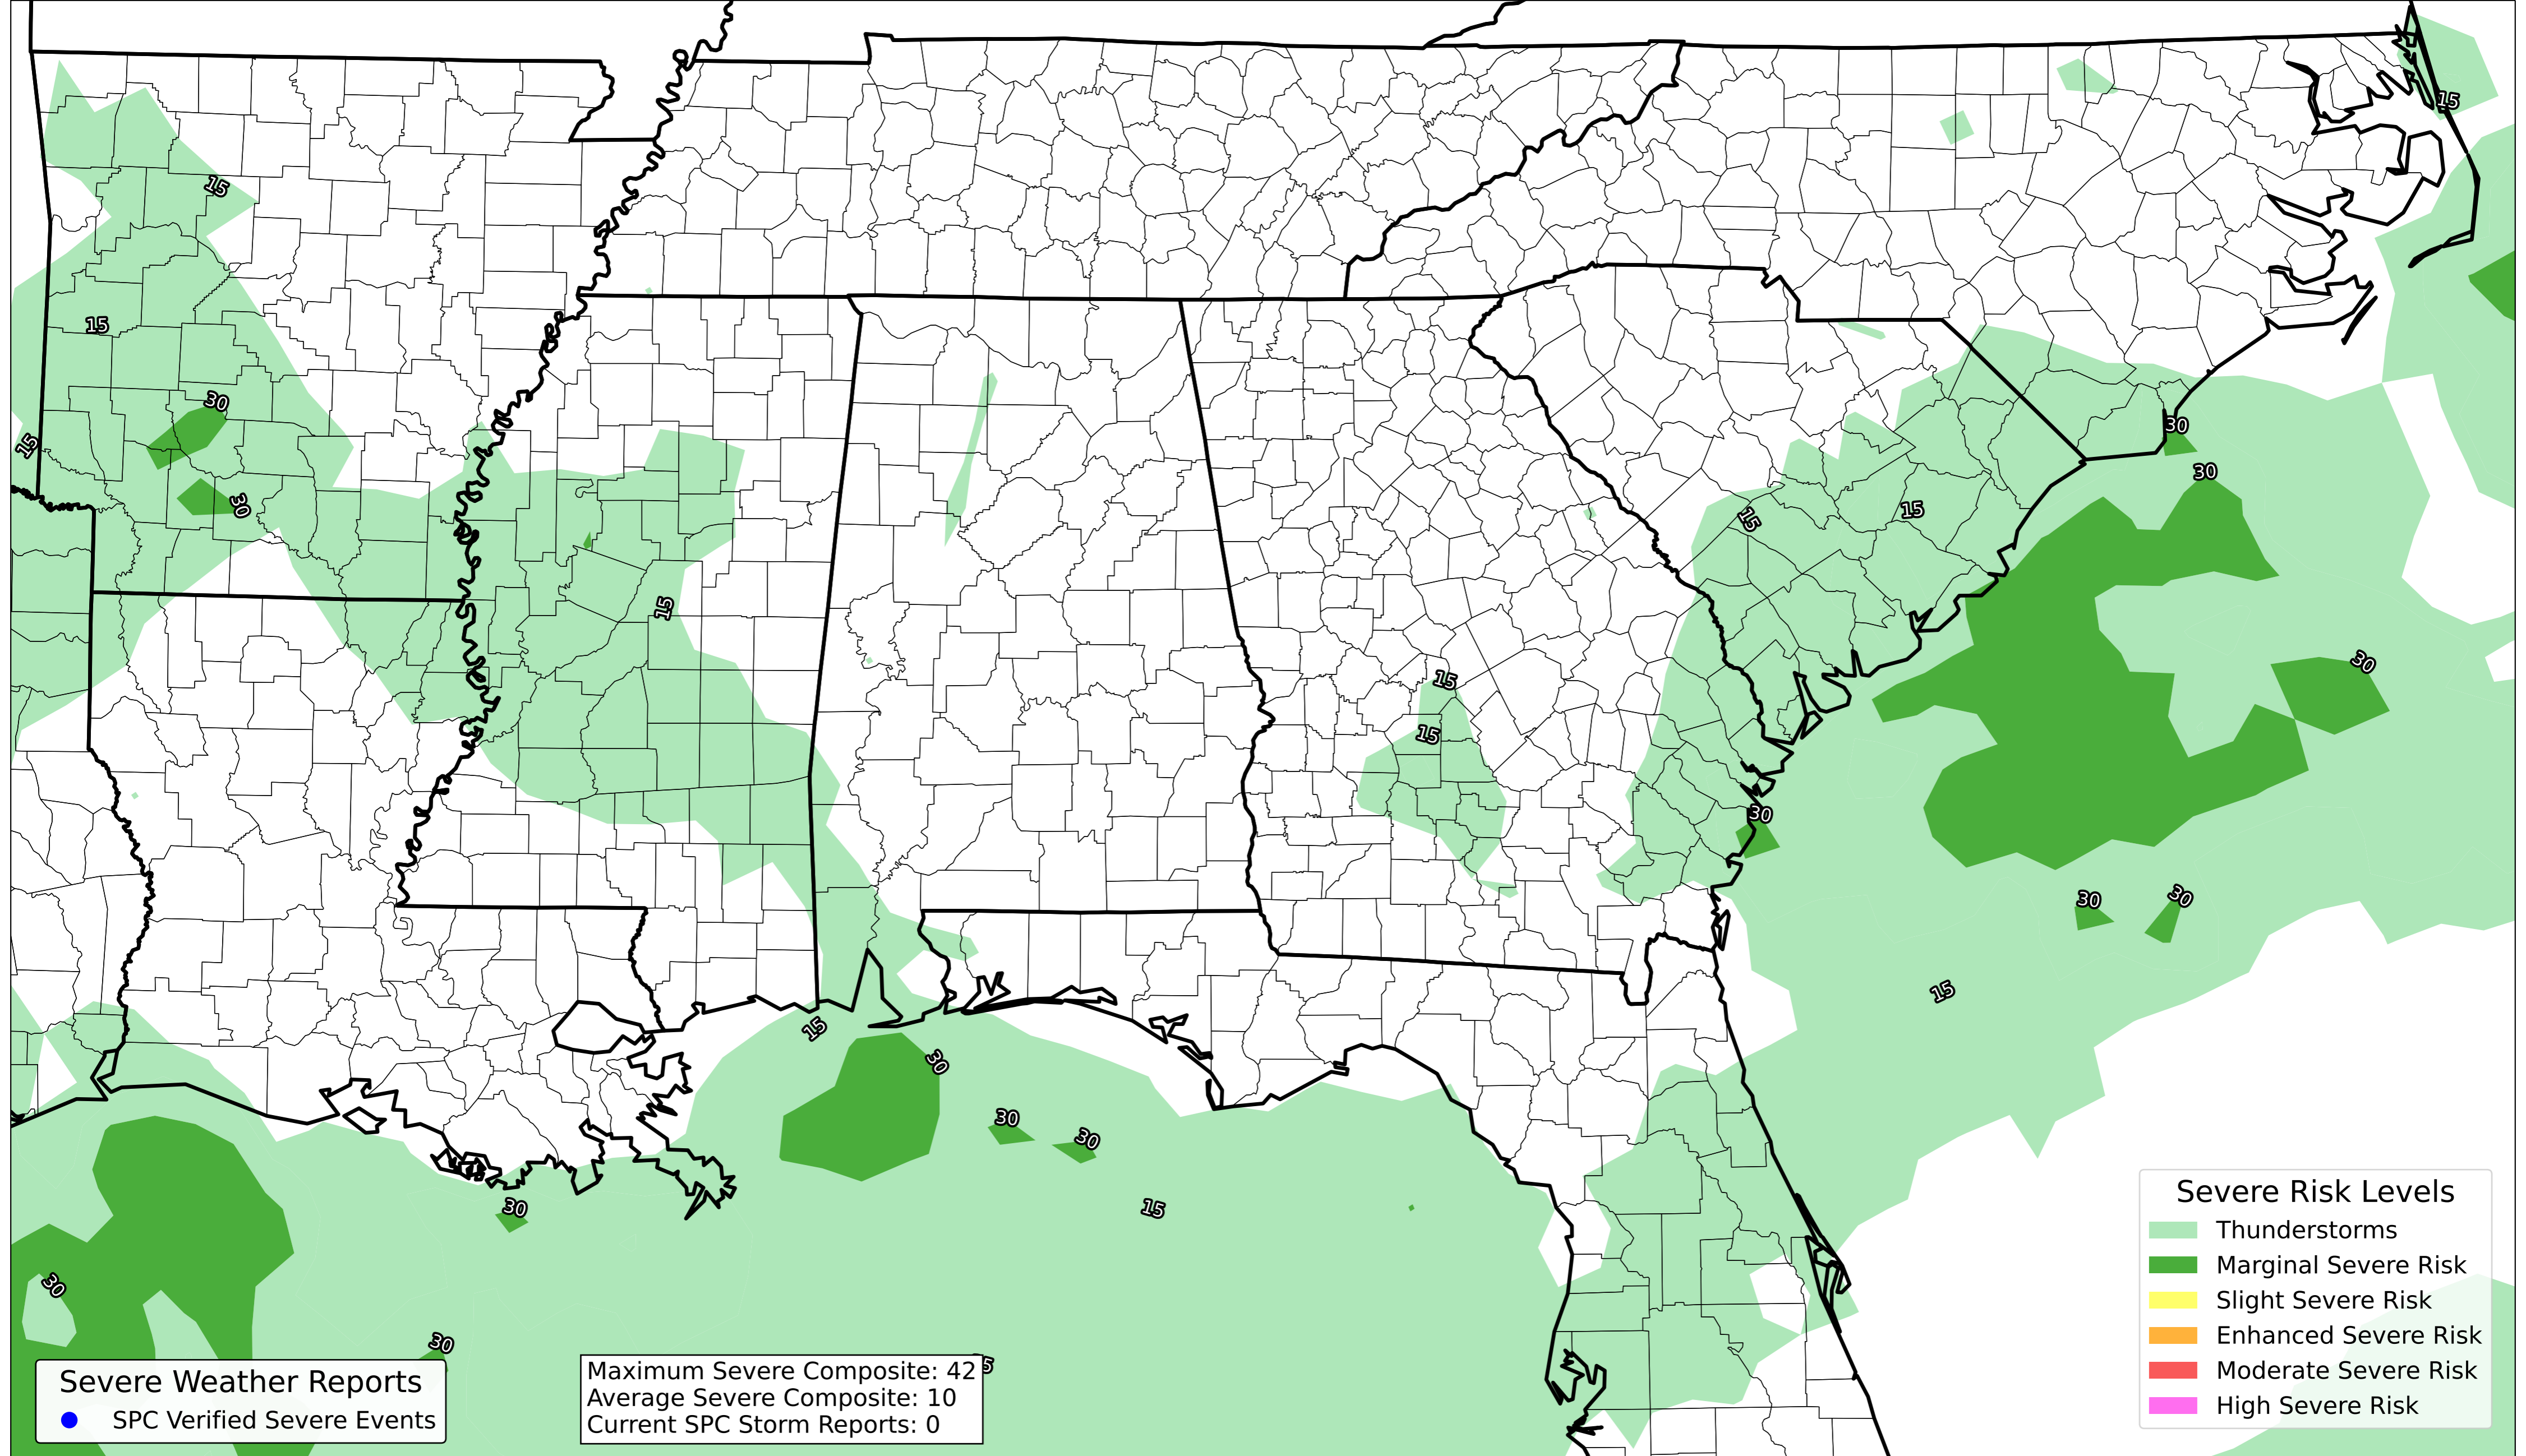 15
15
15
30
15
30
30
30
15
30
15
15
15
15
30
15
30
30
30
15
15
30
30
30
15
30
30
30
15
Severe Risk Levels
Thunderstorms
Marginal Severe Risk
Slight Severe Risk
Enhanced Severe Risk
Moderate Severe Risk
High Severe Risk
Severe Weather Reports
SPC Verified Severe Events
Maximum Severe Composite: 42
Average Severe Composite: 10
Current SPC Storm Reports: 0